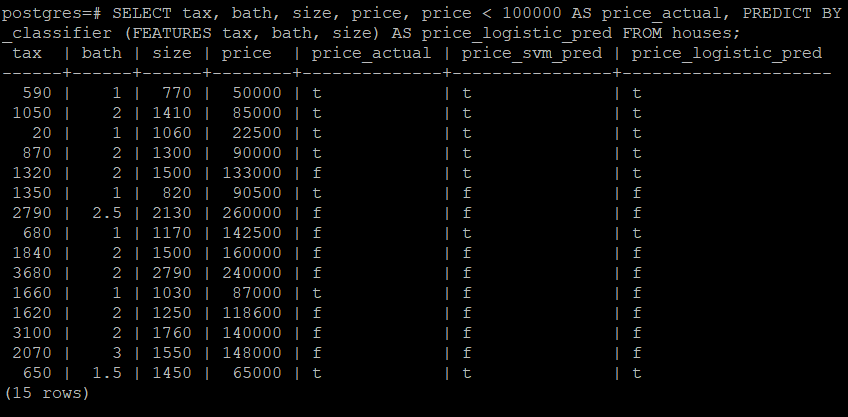 postgres=# SELECT tax, bath, size, price, price < 100000 AS price_actual, PREDICT BY
_classifier (FEATURES tax, bath, size) AS price_logistic_pred FROM houses;
 tax  | bath | size | price  | price_actual | price_svm_pred | price_logistic_pred
------+------+------+--------+--------------+----------------+---------------------
  590 |    1 |  770 |  50000 | t            | t              | t
 1050 |    2 | 1410 |  85000 | t            | t              | t
   20 |    1 | 1060 |  22500 | t            | t              | t
  870 |    2 | 1300 |  90000 | t            | t              | t
 1320 |    2 | 1500 | 133000 | f            | t              | t
 1350 |    1 |  820 |  90500 | t            | f              | f
 2790 |  2.5 | 2130 | 260000 | f            | f              | f
  680 |    1 | 1170 | 142500 | f            | t              | t
 1840 |    2 | 1500 | 160000 | f            | f              | f
 3680 |    2 | 2790 | 240000 | f            | f              | f
 1660 |    1 | 1030 |  87000 | t            | f              | f
 1620 |    2 | 1250 | 118600 | f            | f              | f
 3100 |    2 | 1760 | 140000 | f            | f              | f
 2070 |    3 | 1550 | 148000 | f            | f              | f
  650 |  1.5 | 1450 |  65000 | t            | t              | t
(15 rows)